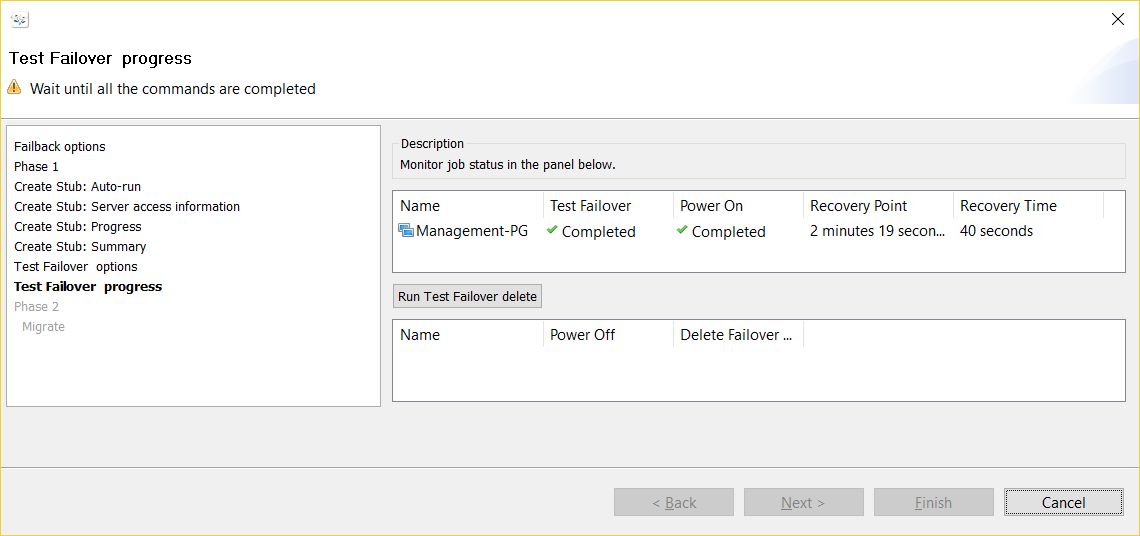 Test Failover  progress
Wait until all the commands are completed
Failback options
Phase 1
Create Stub: Auto-run
Create Stub: Server access information
Create Stub: Progress
Create Stub: Summary
Test Failover  options
Test Failover  progress
Phase 2
Migrate
Description
Monitor job status in the panel below.
Name Test Failover Power On Recovery Point Recovery Time
Management-PG Completed Completed 2 minutes 19 secon... 40 seconds
Run Test Failover delete
Name Power Off Delete Failover ...
< Back Next > Finish Cancel